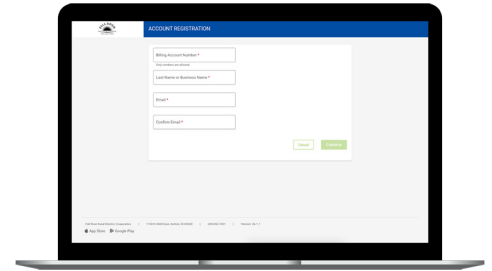 ACCOUNT REGISTRATION
Billing Account Number *
Only numbers are allowed.
Last Name or Business Name *
Email *
Confirm Email *
Cancel
Continue
App Store Google Play